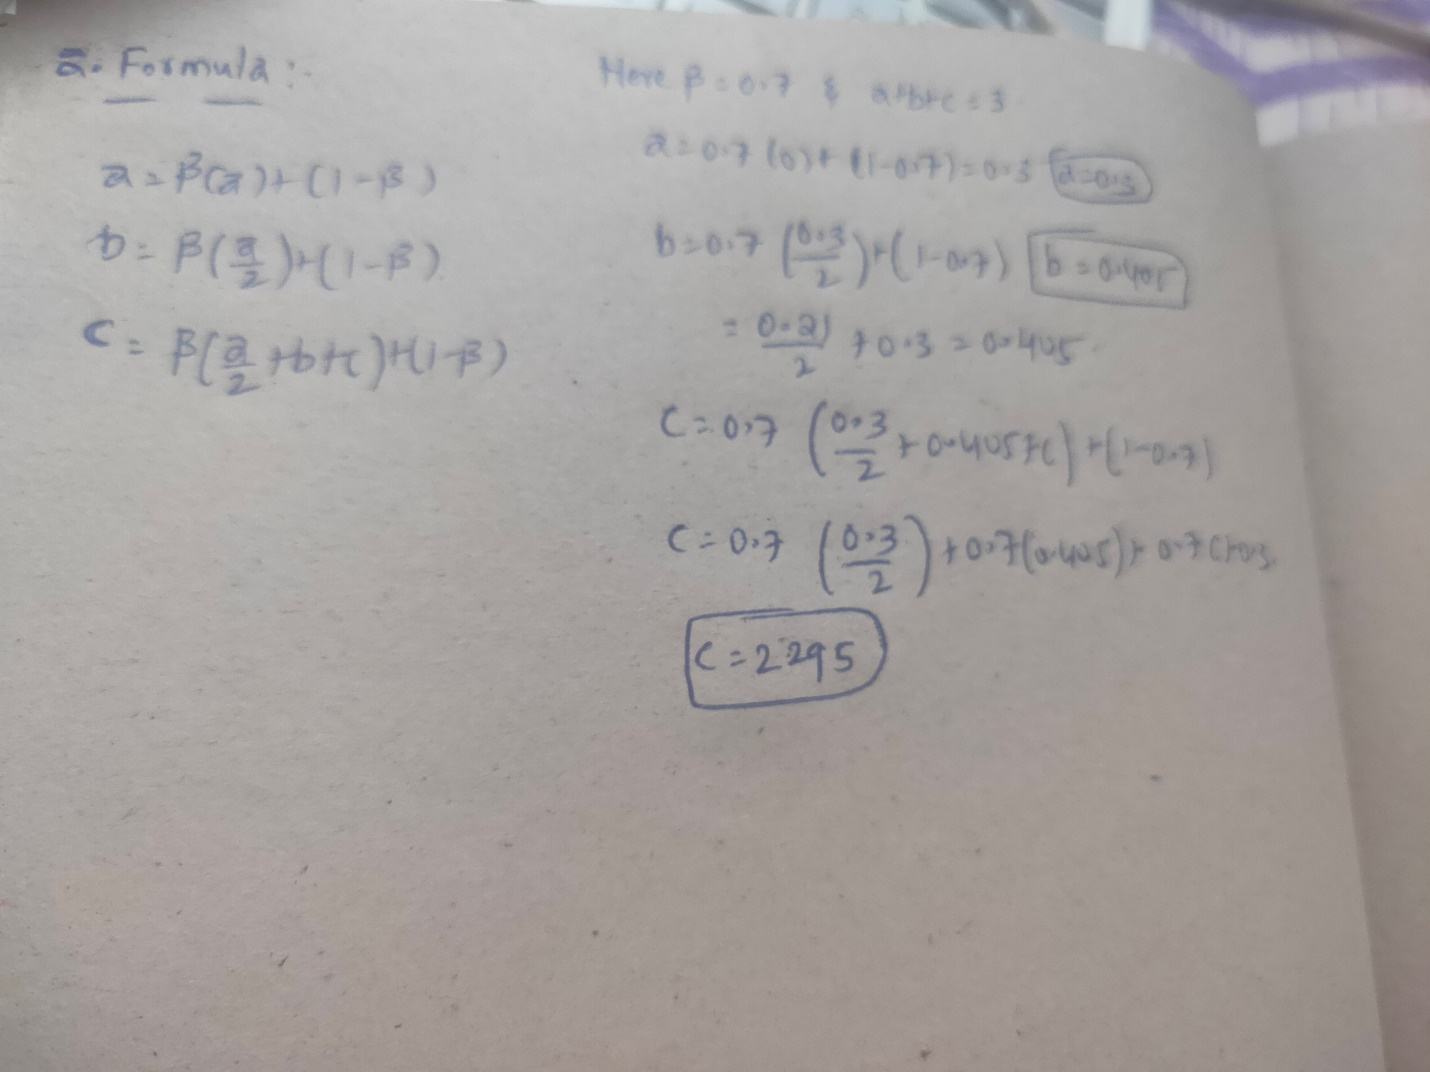 a. Formula :-
a = β(a) + (1-β)
b = β(a/2) + (1-β)
c = β(a/2 + b + c) + (1-β)
Here β = 0.7 & a+b+c = 3
a = 0.7 (0) + (1-0.7) = 0.3 a = 0.3
b = 0.7 (0.3/2) + (1-0.7) b = 0.405
= 0.21/2 + 0.3 = 0.405
C = 0.7 (0.3/2 + 0.405 + c) + (1-0.7)
C = 0.7 (0.3/2) + 0.7(0.405) + 0.7 C + 0.3
C = 2.295